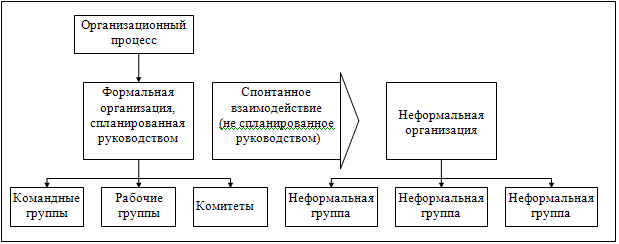 Организационный
процесс
Формальная
организация,
спланированная
руководством
Спонтанное
взаимодействие
(не спланированное
руководством)
Неформальная
организация
Командные
группы
Рабочие
группы
Комитеты
Неформальная
группа
Неформальная
группа
Неформальная
группа